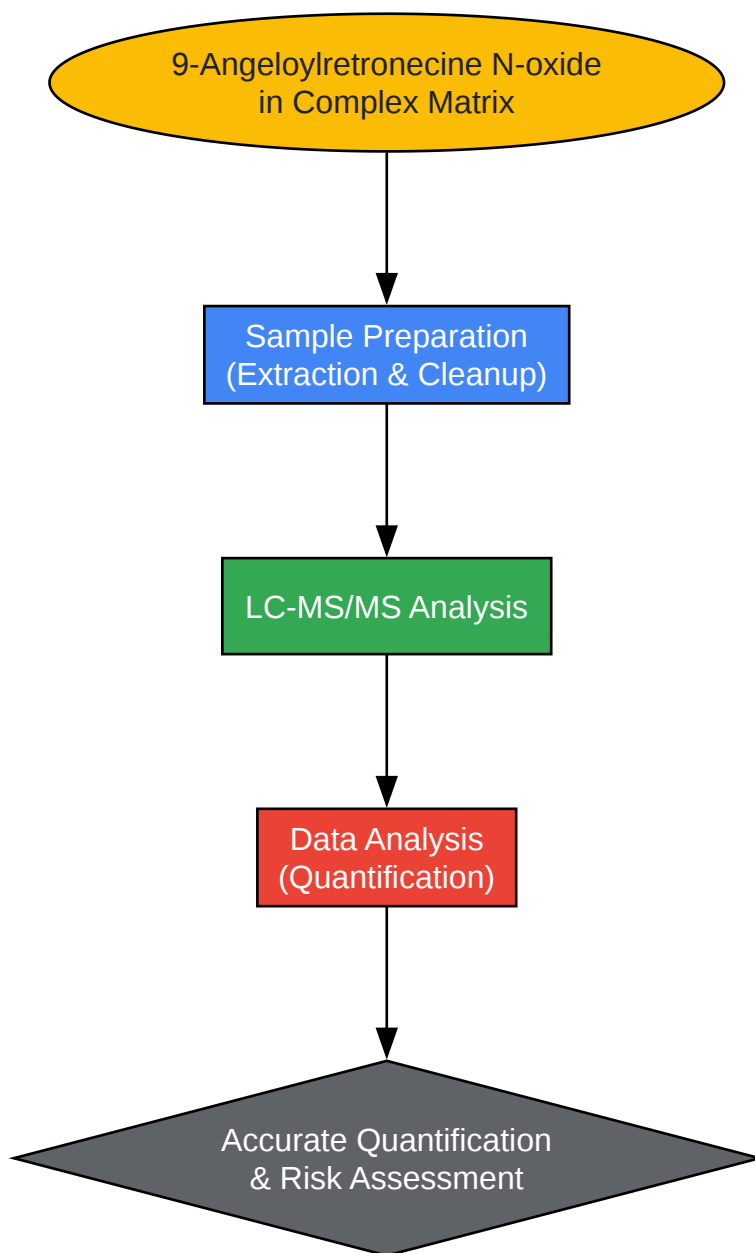 9-Angeloylretronecine N-oxide
in Complex Matrix
Sample Preparation
(Extraction & Cleanup)
LC-MS/MS Analysis
Data Analysis
(Quantification)
Accurate Quantification
& Risk Assessment